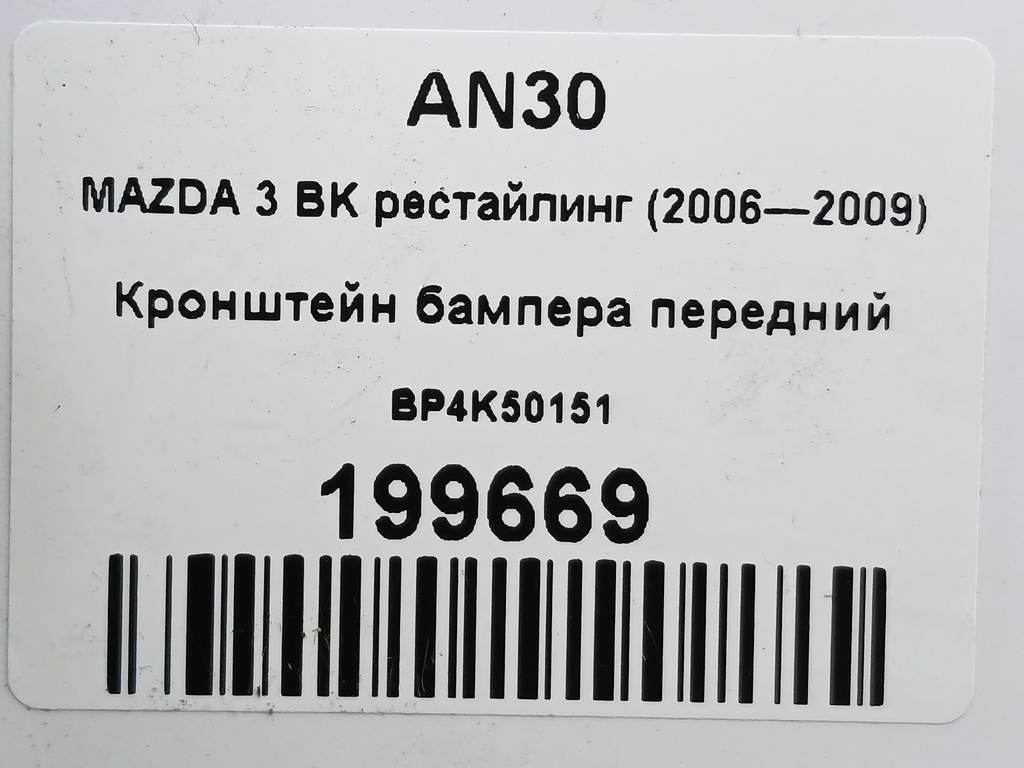 AN30
MAZDA 3 BK рестайлинг (2006—2009)
Кронштейн бампера передний
BP4K50151
199669